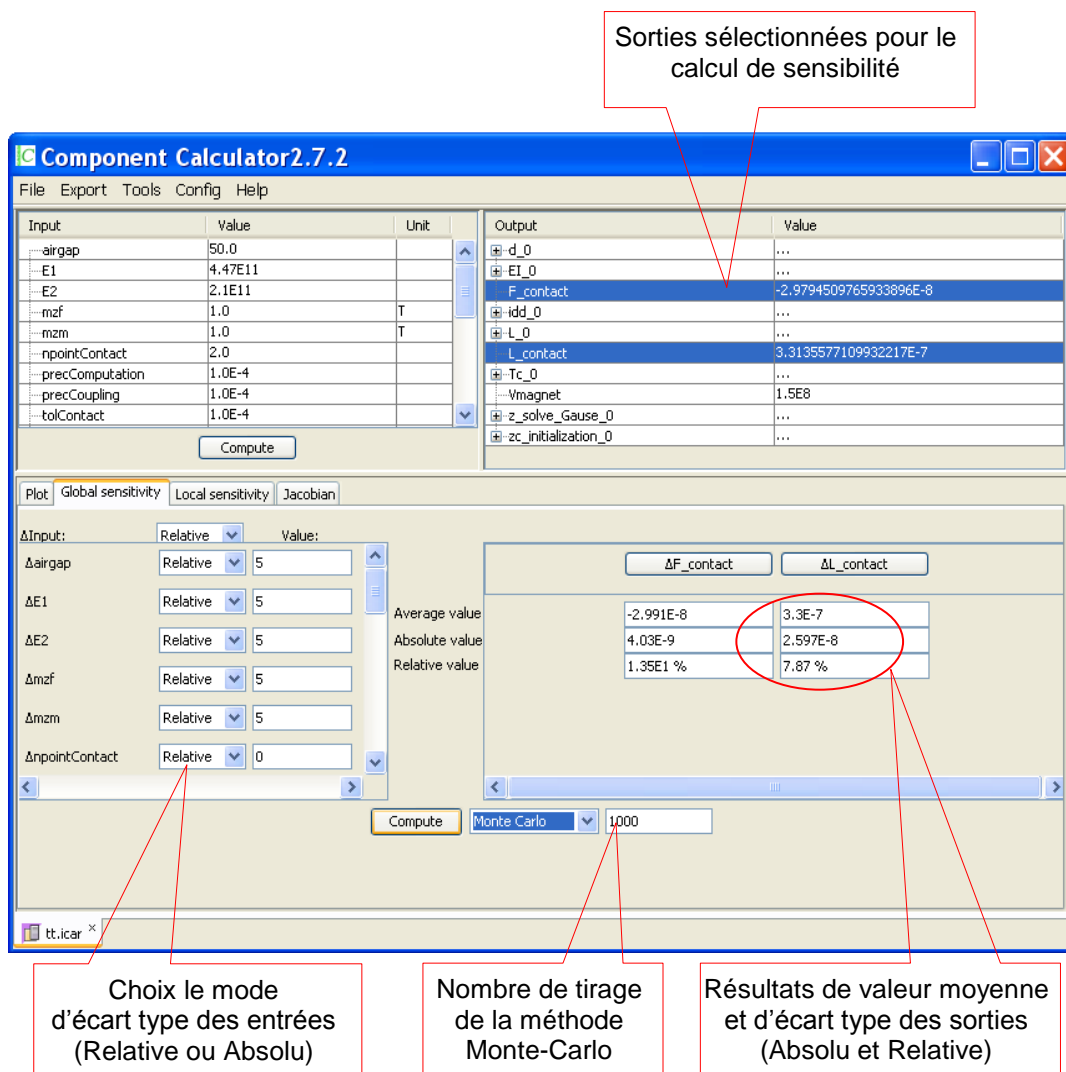 Sorties sélectionnées pour le
calcul de sensibilité
Component Calculator2.7.2
File Export Tools Config Help
Input Value Unit
airgap 50.0
E1 4.47E11
E2 2.1E11
mzf 1.0 T
mzm 1.0 T
npointContact 2.0
precComputation 1.0E-4
precCoupling 1.0E-4
tolContact 1.0E-4
Compute
Output Value
d_0 ...
EI_0 ...
F_contact -2.9794509765933896E-8
idd_0 ...
L_0 ...
L_contact 3.3135577109932217E-7
Tc_0 ...
Vmagnet 1.5E8
z_solve_Gause_0 ...
zc_initialization_0 ...
Plot Global sensitivity Local sensitivity Jacobian
ΔInput: Relative Value:
Δairgap Relative 5
ΔE1 Relative 5
ΔE2 Relative 5
Δmzf Relative 5
Δmzm Relative 5
ΔnpointContact Relative 0
ΔF_contact ΔL_contact
Average value -2.991E-8 3.3E-7
Absolute value 4.03E-9 2.597E-8
Relative value 1.35E1 % 7.87 %
Compute Monte Carlo 1000
tt.icar ×
Choix le mode
d'écart type des entrées
(Relative ou Absolu)
Nombre de tirage
de la méthode
Monte-Carlo
Résultats de valeur moyenne
et d'écart type des sorties
(Absolu et Relative)